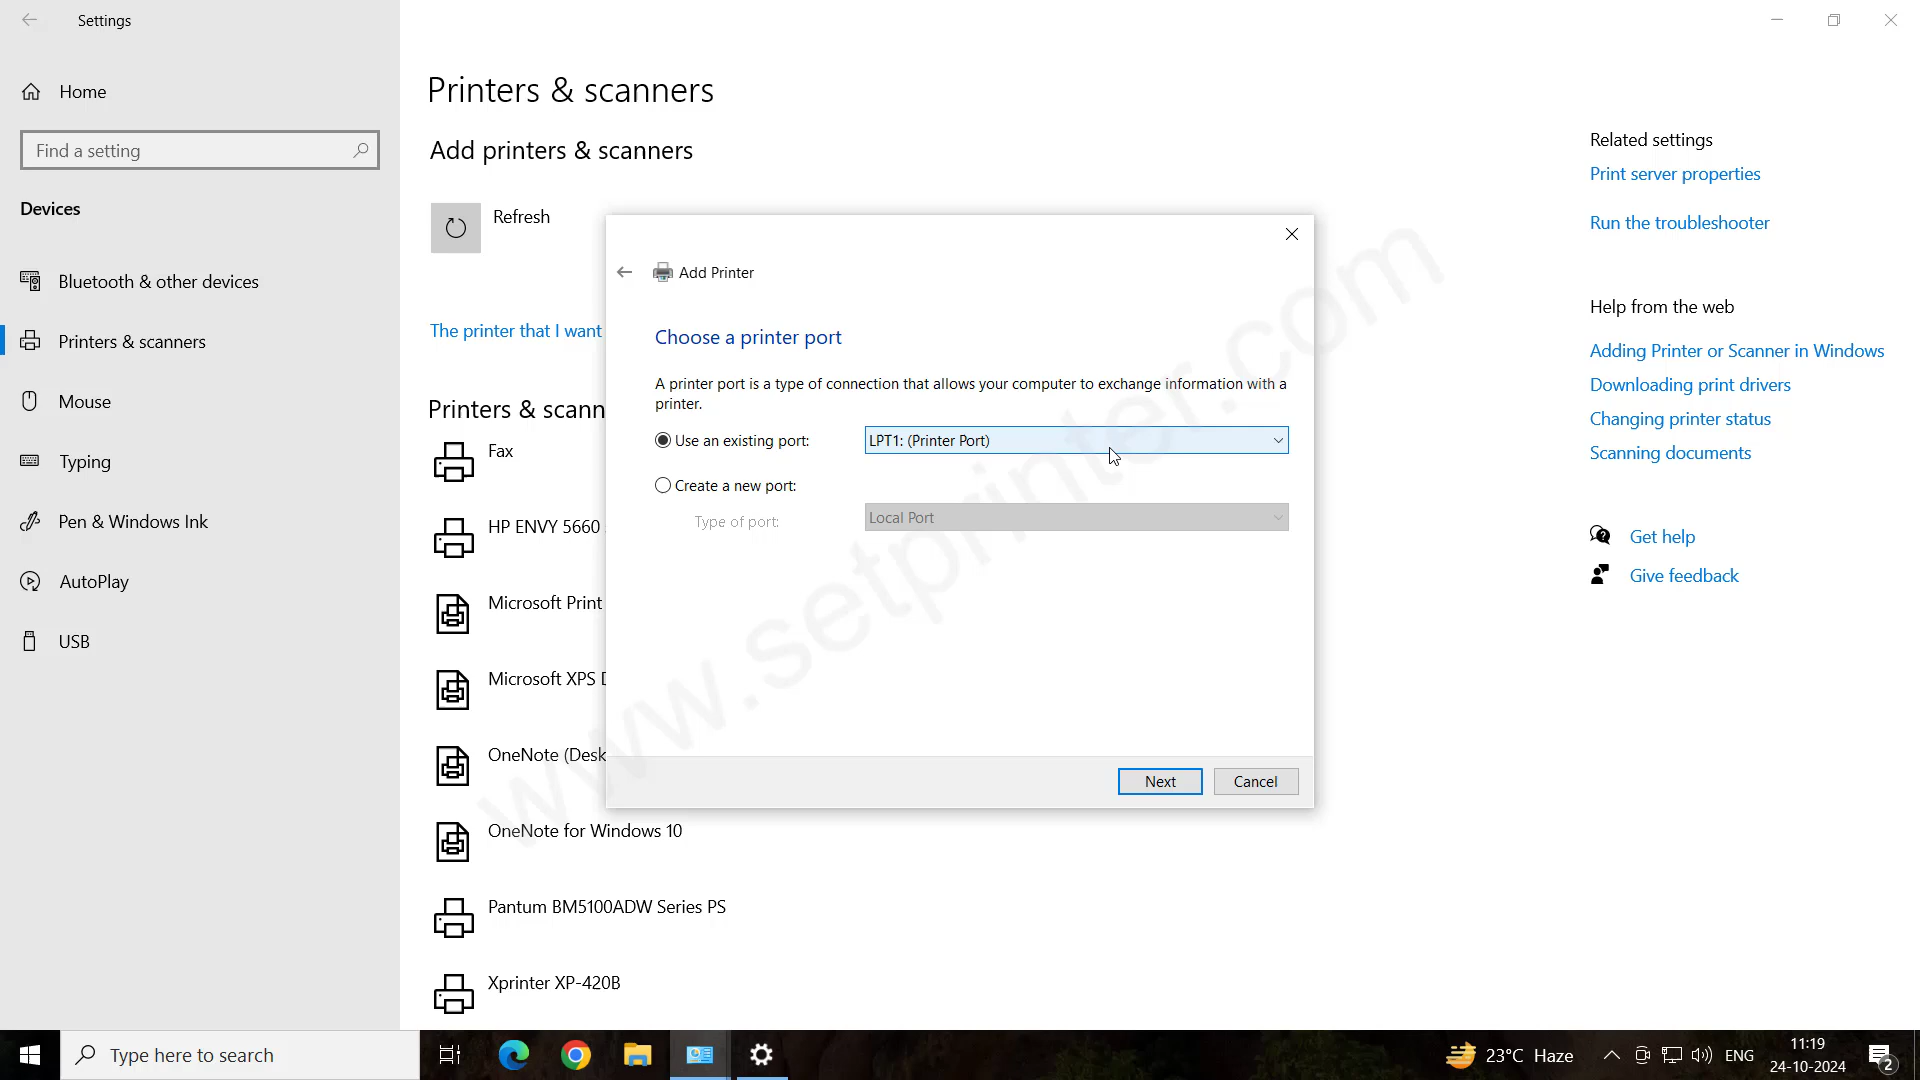 Settings
Home
Find a setting
Devices
Bluetooth & other devices
Printers & scanners
Mouse
Typing
Pen & Windows Ink
AutoPlay
USB
Printers & scanners
Add printers & scanners
Refresh
The printer that I want
Printers & scann
Fax
HP ENVY 5660
Microsoft Print
Microsoft XPS D
OneNote (Desk
OneNote for Windows 10
Pantum BM5100ADW Series PS
Xprinter XP-420B
Add Printer
Choose a printer port
A printer port is a type of connection that allows your computer to exchange information with a
printer.
Use an existing port:
LPT1: (Printer Port)
Create a new port:
Type of port:
Local Port
Next
Cancel
www.setprinter.com
Related settings
Print server properties
Run the troubleshooter
Help from the web
Adding Printer or Scanner in Windows
Downloading print drivers
Changing printer status
Scanning documents
Get help
Give feedback
Type here to search
23°C Haze
ENG
11:19
24-10-2024
2